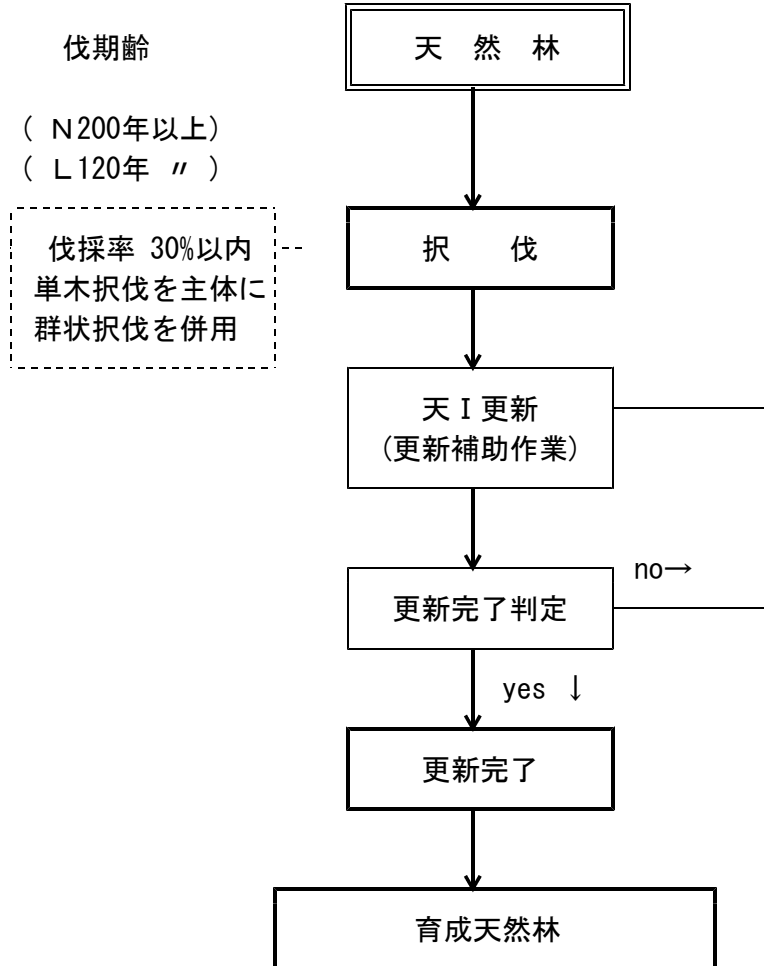 伐期齢
天 然 林
( N200年以上)
( L120年 〃 )
伐採率 30%以内
単木択伐を主体に
群状択伐を併用
択 伐
天Ⅰ更新
(更新補助作業)
no→
更新完了判定
yes ↓
更新完了
育成天然林